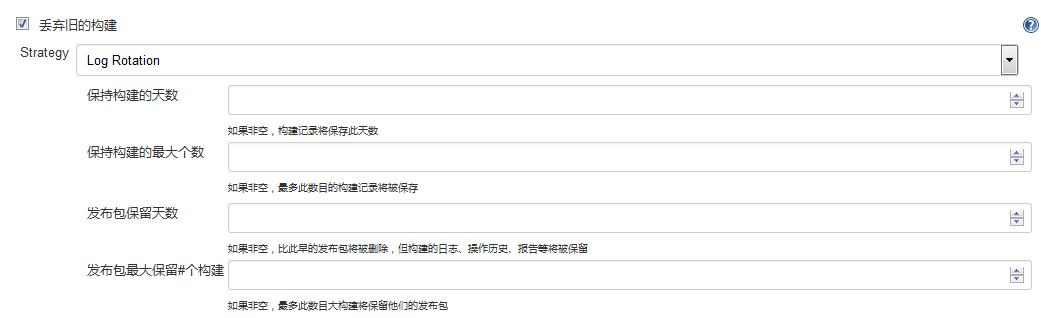 丢弃旧的构建
Strategy
Log Rotation
保持构建的天数
如果非空，构建记录将保存此天数
保持构建的最大个数
如果非空，最多此数目的构建记录将被保存
发布包保留天数
如果非空，比此早的发布包将被删除，但构建的日志、操作历史、报告等将被保留
发布包最大保留#个构建
如果非空，最多此数目大构建将保留他们的发布包